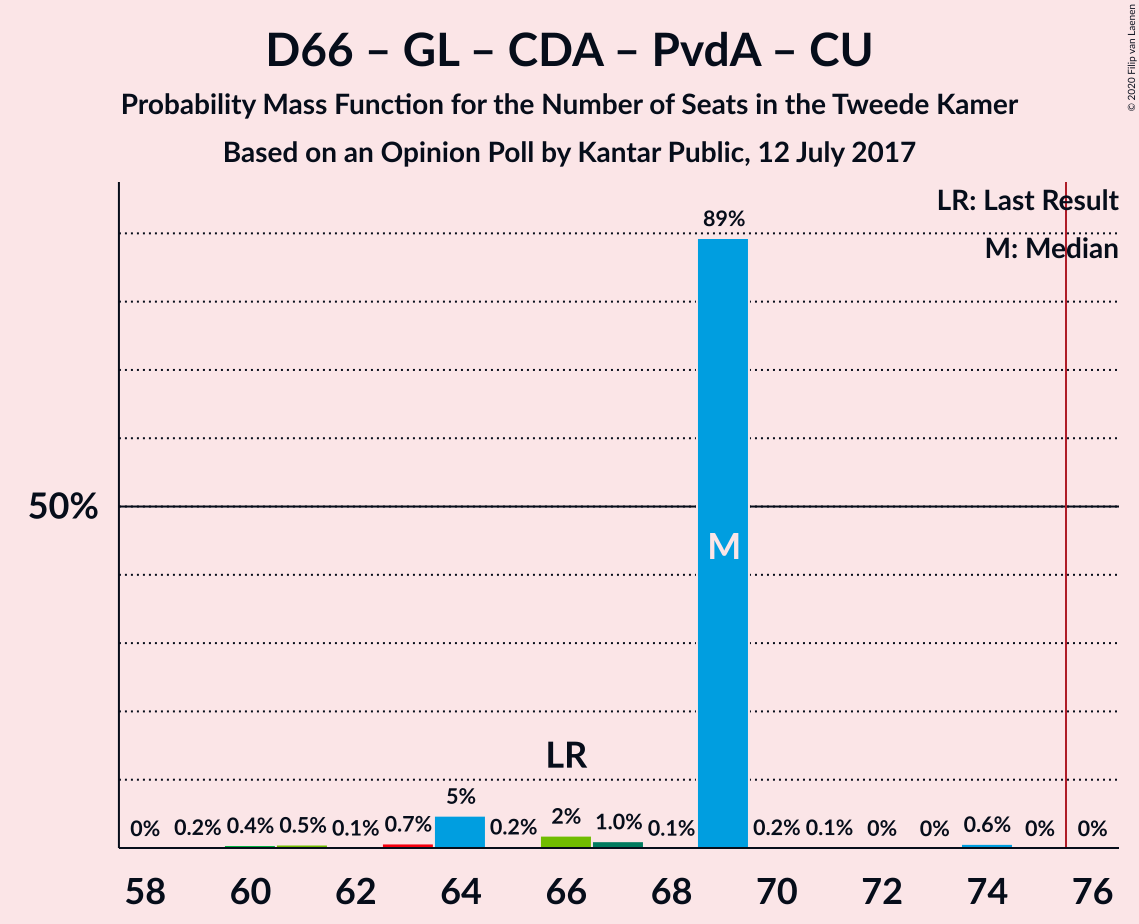 D66 – GL – CDA – PvdA – CU
Probability Mass Function for the Number of Seats in the Tweede Kamer
Based on an Opinion Poll by Kantar Public, 12 July 2017
© 2020 Filip van Laenen
LR: Last Result
M: Median
89%
50%
M
LR
0% 0.2% 0.4% 0.5% 0.1% 0.7% 5% 0.2% 2% 1.0% 0.1% 0.2% 0.1% 0% 0% 0.6% 0% 0%
58 60 62 64 66 68 70 72 74 76